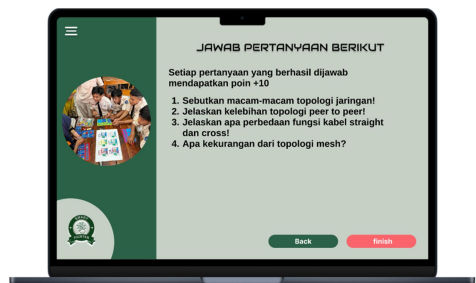 JAWAB PERTANYAAN BERIKUT
Setiap pertanyaan yang berhasil dijawab
mendapatkan poin +10
1. Sebutkan macam-macam topologi jaringan!
2. Jelaskan kelebihan topologi peer to peer!
3. Jelaskan apa perbedaan fungsi kabel straight
dan cross!
4. Apa kekurangan dari topologi mesh?
Back
finish